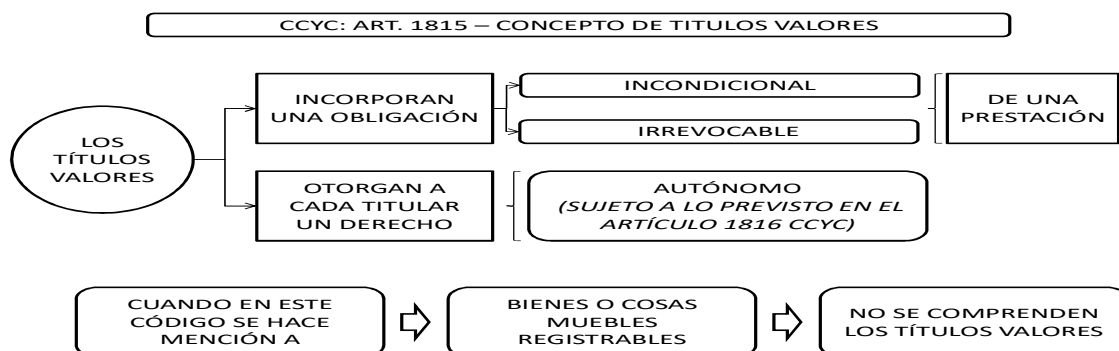 CCYC: ART. 1815 – CONCEPTO DE TITULOS VALORES
LOS
TÍTULOS
VALORES
INCORPORAN
UNA OBLIGACIÓN
INCONDICIONAL
IRREVOCABLE
DE UNA
PRESTACIÓN
OTORGAN A
CADA TITULAR
UN DERECHO
AUTÓNOMO
(SUJETO A LO PREVISTO EN EL
ARTÍCULO 1816 CCYC)
CUANDO EN ESTE
CÓDIGO SE HACE
MENCIÓN A
BIENES O COSAS
MUEBLES
REGISTRABLES
NO SE COMPRENDEN
LOS TÍTULOS VALORES